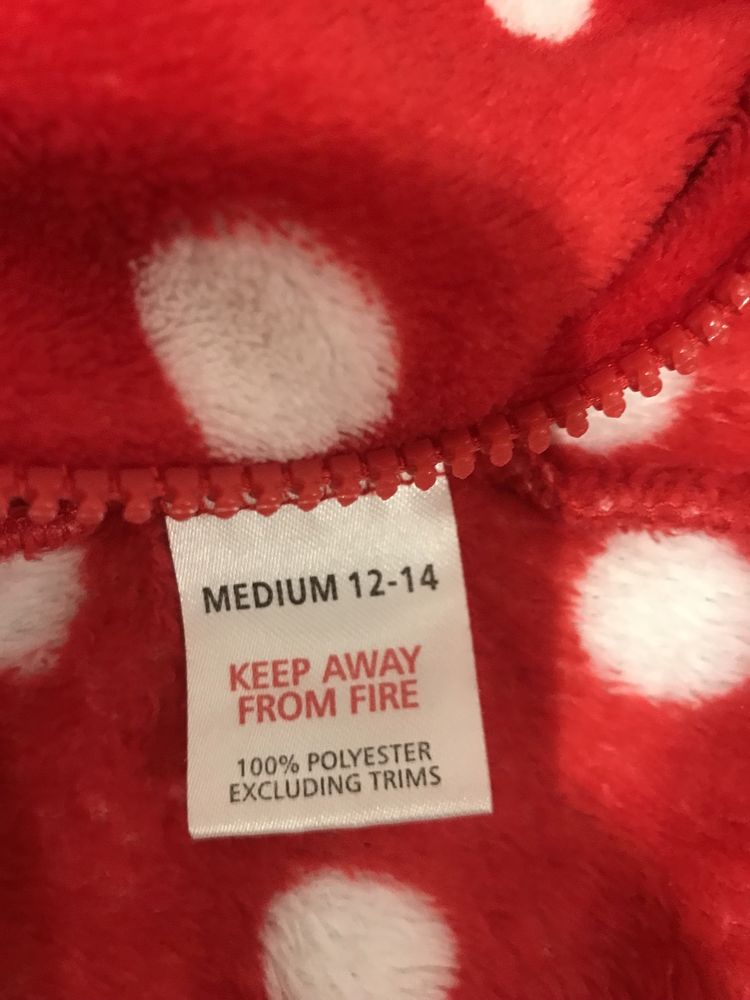 MEDIUM 12-14
KEEP AWAY
FROM FIRE
100% POLYESTER
EXCLUDING TRIMS